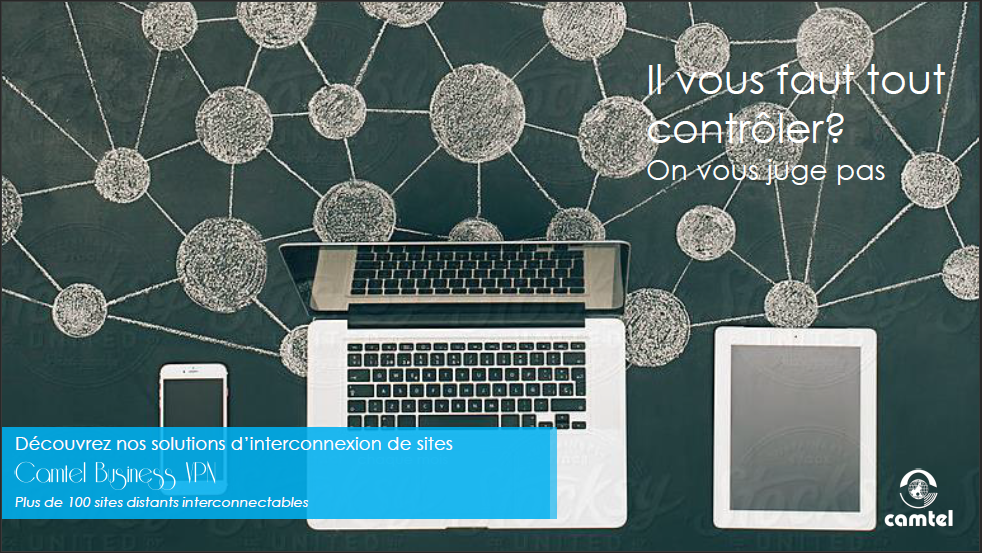 Il vous faut tout
contrôler?
On vous juge pas
Découvrez nos solutions d'interconnexion de sites
Camtel Business VPN
Plus de 100 sites distants interconnectables
camtel